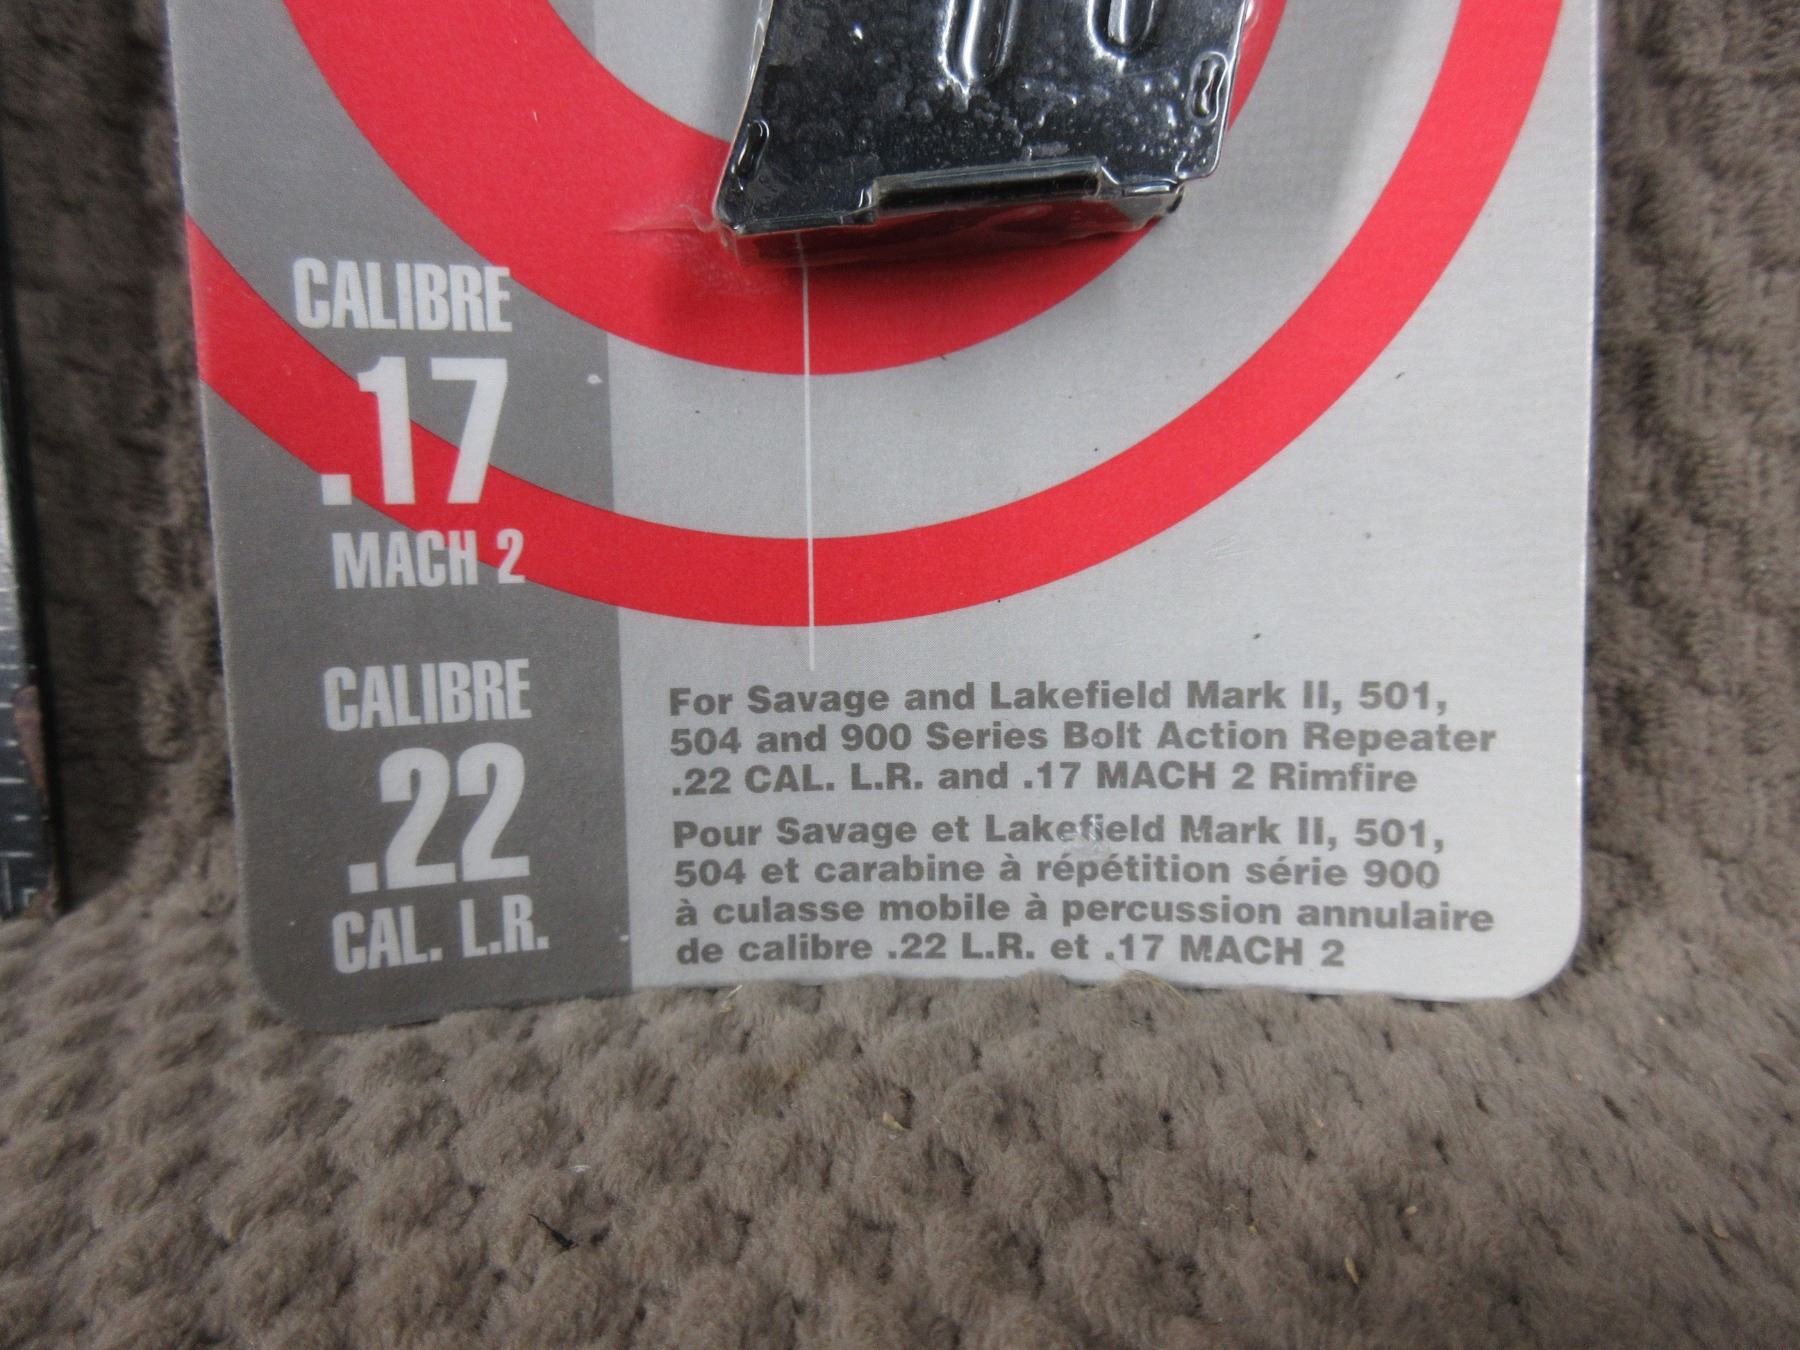 CALIBRE
.17
MACH 2
CALIBRE
.22
CAL. L.R.
For Savage and Lakefield Mark II, 501,
504 and 900 Series Bolt Action Repeater
.22 CAL. L.R. and .17 MACH 2 Rimfire
Pour Savage et Lakefield Mark II, 501,
504 et carabine à répétition série 900
à culasse mobile à percussion annulaire
de calibre .22 L.R. et .17 MACH 2